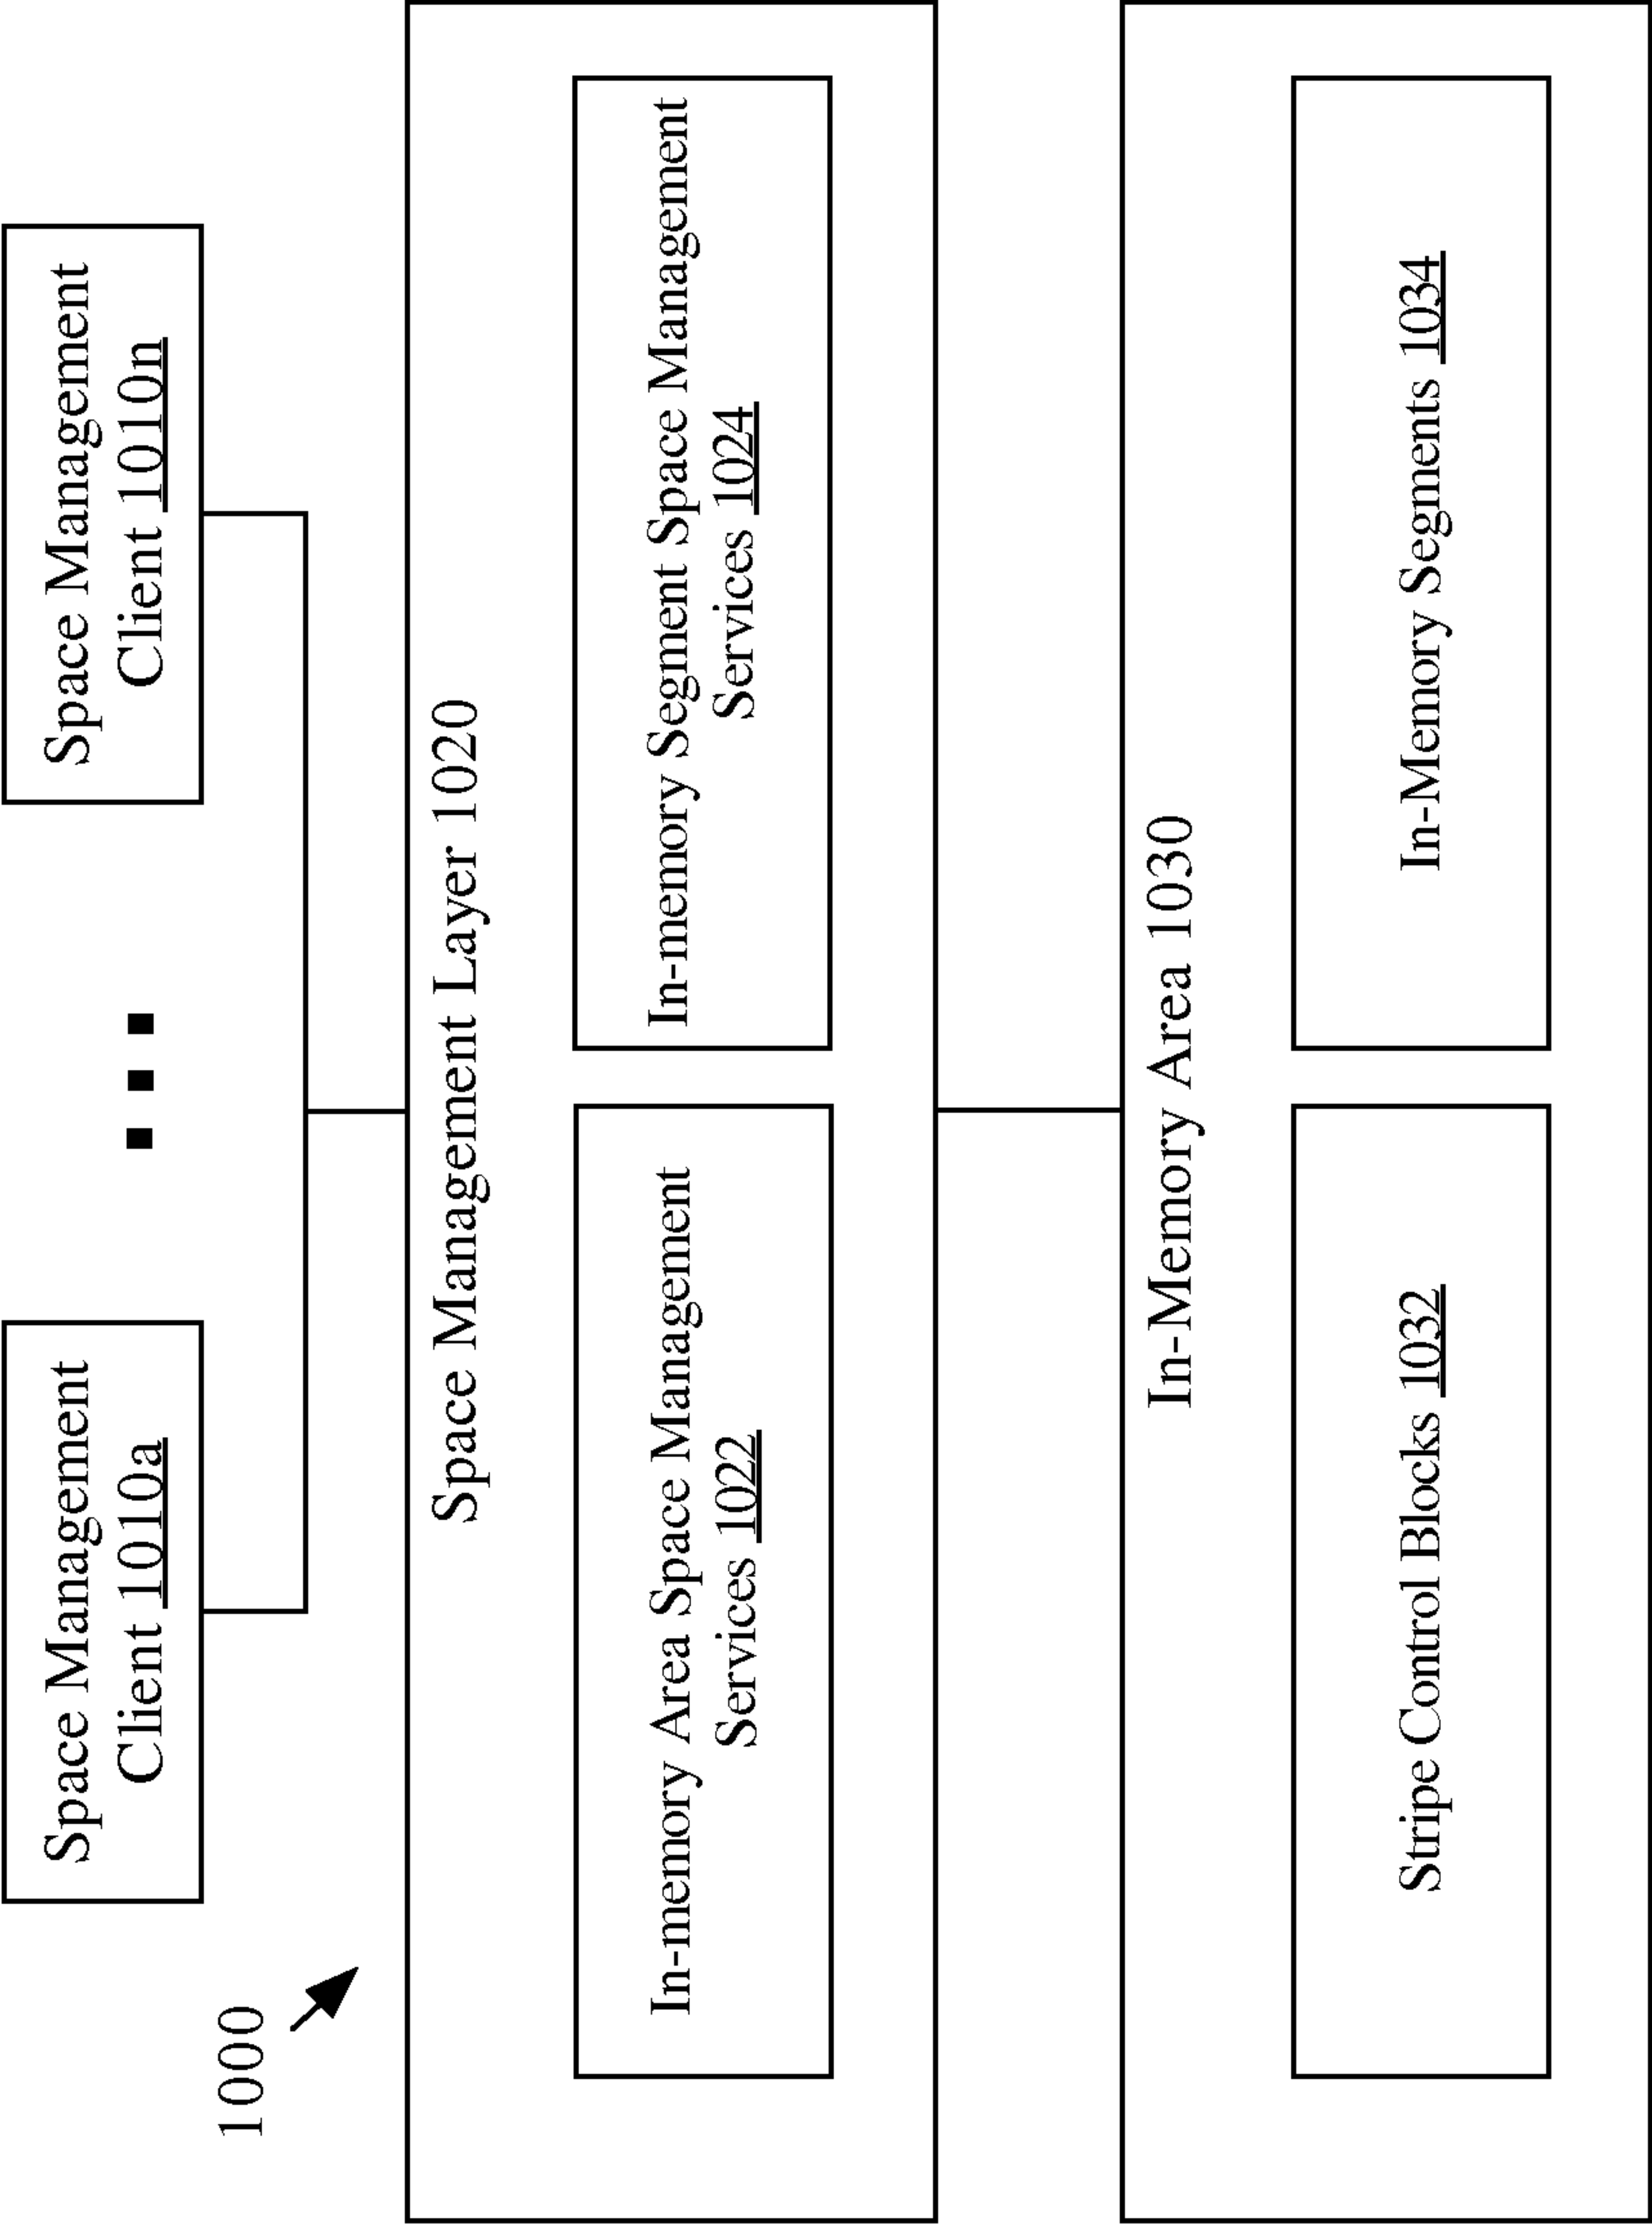 1000
Space Management
Client 1010a
Space Management
Client 1010n
Space Management Layer 1020
In-memory Area Space Management
Services 1022
In-memory Segment Space Management
Services 1024
In-Memory Area 1030
Stripe Control Blocks 1032
In-Memory Segments 1034